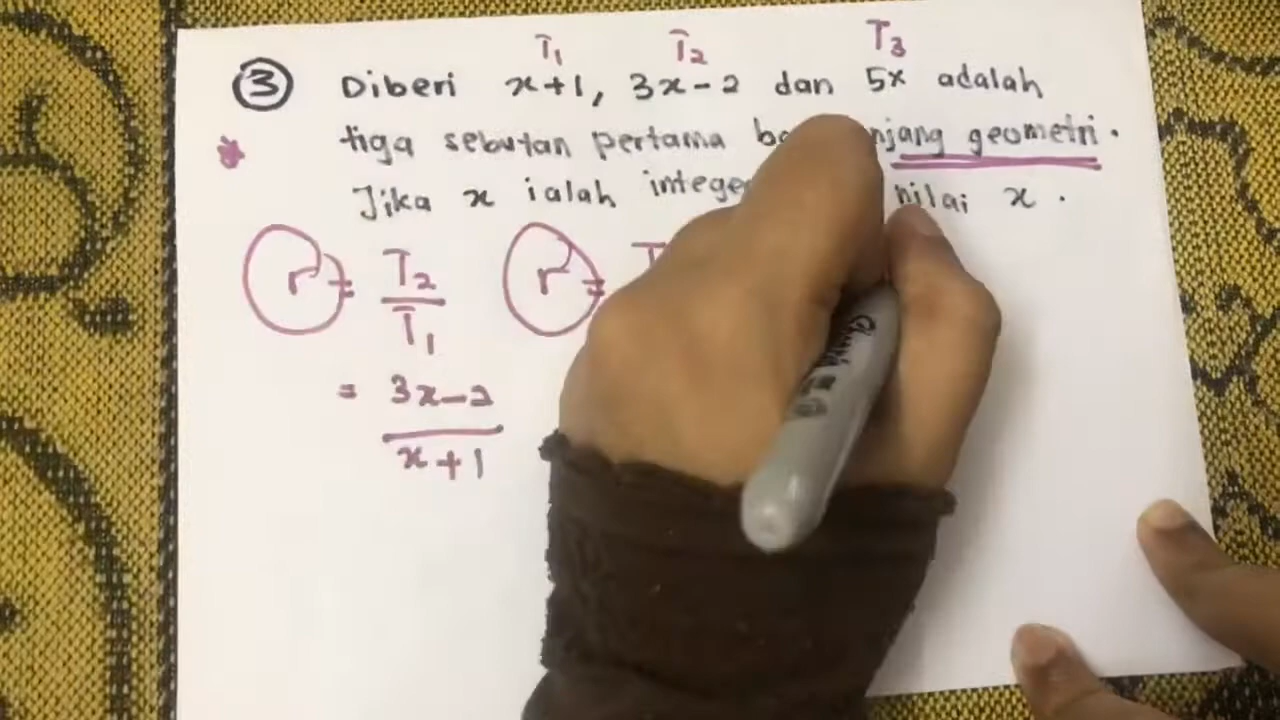 T₁ T₂ T₃
③ Diberi x+1, 3x-2 dan 5x adalah
tiga sebutan pertama geometri.
Jika x ialah nilai x.
r = T₂/T₁ r =
= 3x-2/x+1